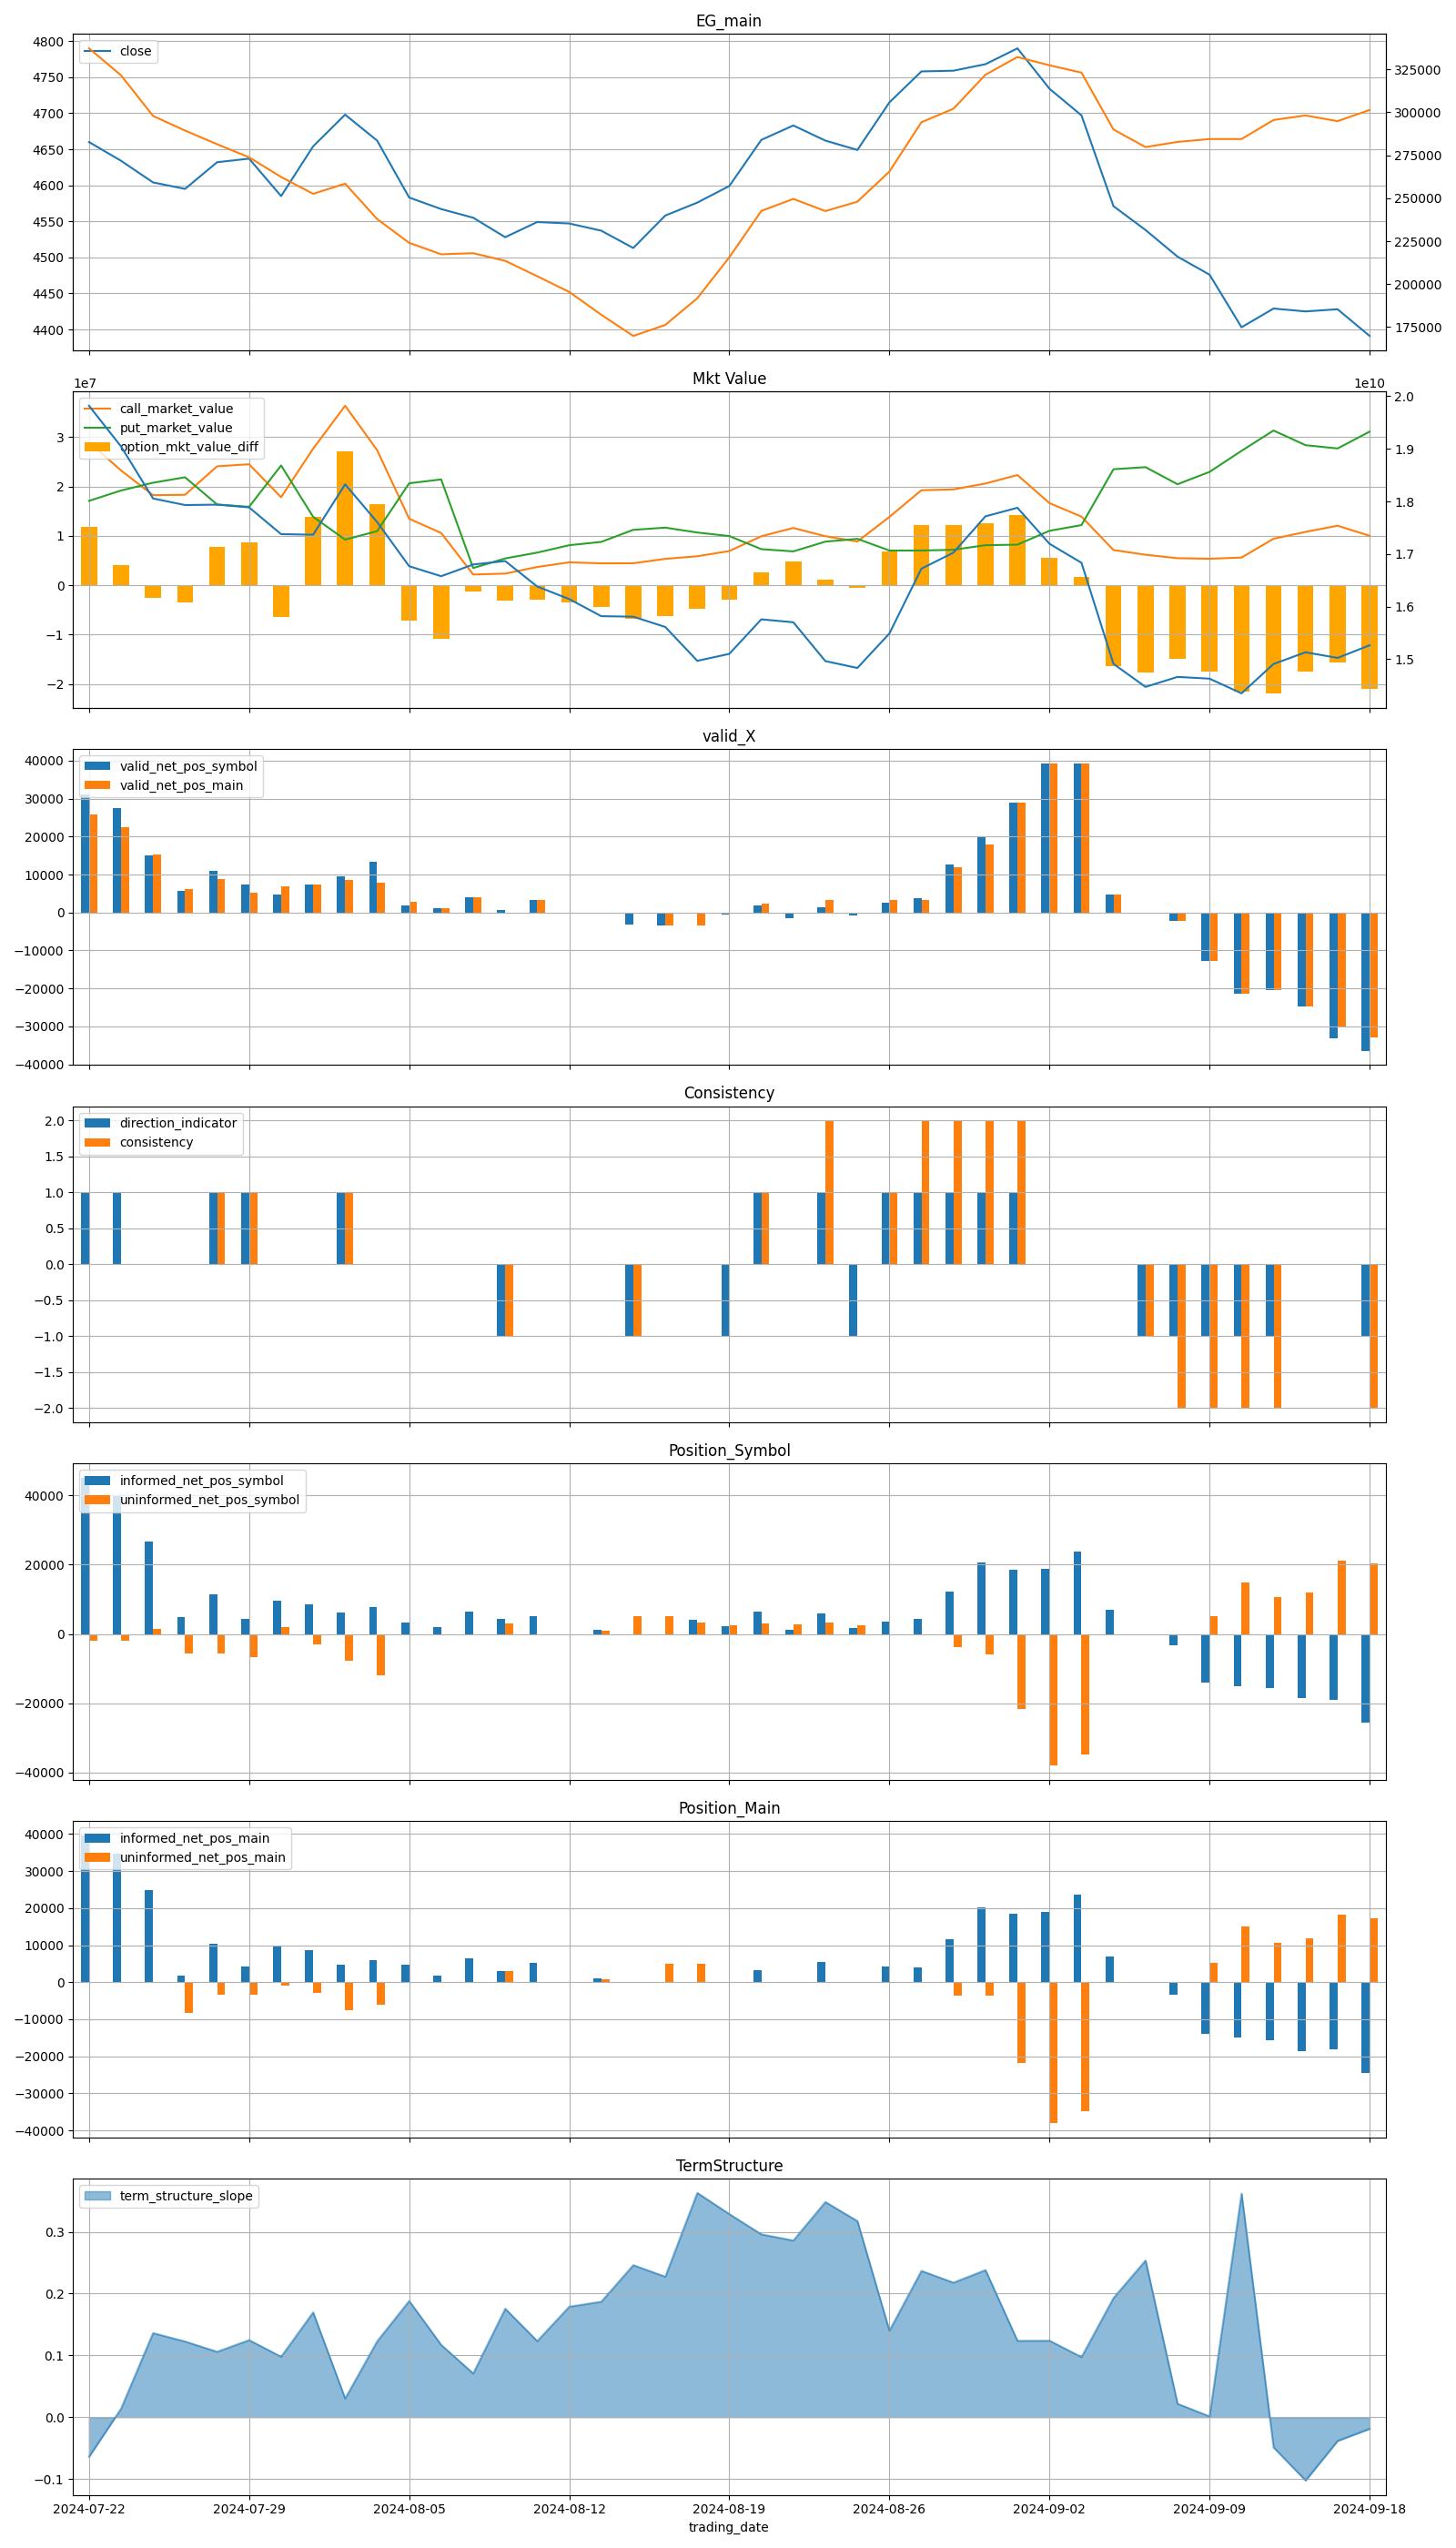 EG_main
close
4800
4750
4700
4650
4600
4550
4500
4450
4400
325000
300000
275000
250000
225000
200000
175000
1e7
Mkt Value
1e10
call_market_value
put_market_value
option_mkt_value_diff
3
2
1
0
−1
−2
2.0
1.9
1.8
1.7
1.6
1.5
valid_X
valid_net_pos_symbol
valid_net_pos_main
40000
30000
20000
10000
0
−10000
−20000
−30000
−40000
Consistency
direction_indicator
consistency
2.0
1.5
1.0
0.5
0.0
−0.5
−1.0
−1.5
−2.0
Position_Symbol
informed_net_pos_symbol
uninformed_net_pos_symbol
40000
20000
0
−20000
−40000
Position_Main
informed_net_pos_main
uninformed_net_pos_main
40000
30000
20000
10000
0
−10000
−20000
−30000
−40000
TermStructure
term_structure_slope
0.3
0.2
0.1
0.0
−0.1
2024-07-22 2024-07-29 2024-08-05 2024-08-12 2024-08-19 2024-08-26 2024-09-02 2024-09-09 2024-09-18
trading_date